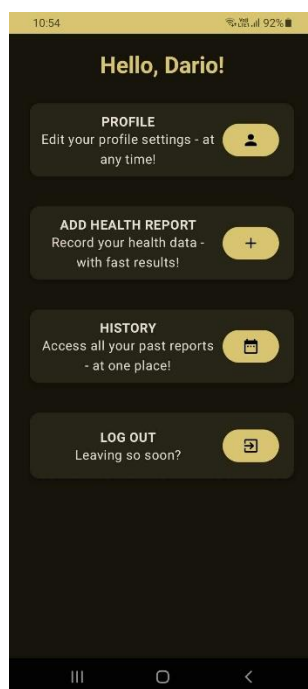 10:54
92%
Hello, Dario!
PROFILE
Edit your profile settings - at
any time!
ADD HEALTH REPORT
Record your health data -
with fast results!
HISTORY
Access all your past reports
- at one place!
LOG OUT
Leaving so soon?